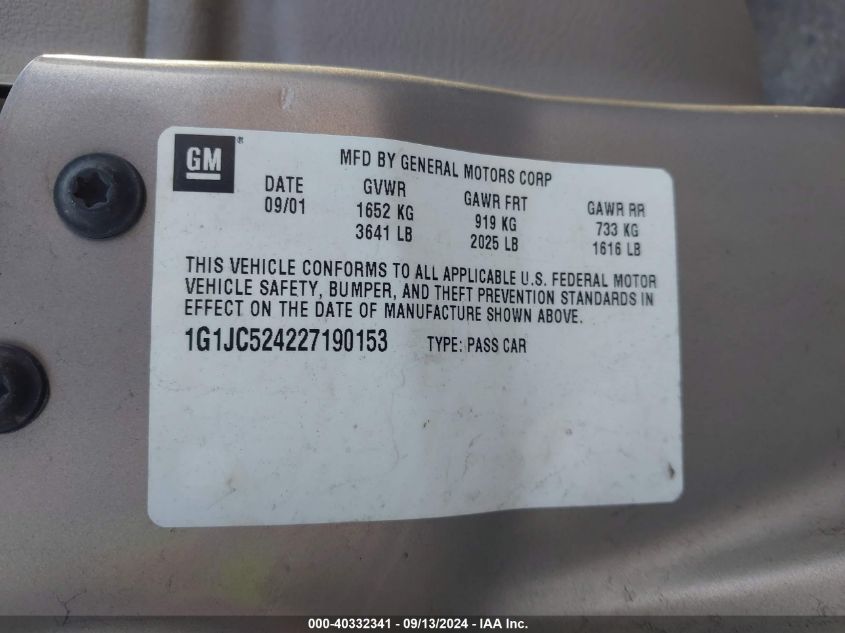 GM®
MFD BY GENERAL MOTORS CORP
DATE GVWR GAWR FRT GAWR RR
09/01 1652 KG 919 KG 733 KG
3641 LB 2025 LB 1616 LB
THIS VEHICLE CONFORMS TO ALL APPLICABLE U.S. FEDERAL MOTOR
VEHICLE SAFETY, BUMPER, AND THEFT PREVENTION STANDARDS IN
EFFECT ON THE DATE OF MANUFACTURE SHOWN ABOVE.
1G1JC524227190153 TYPE: PASS CAR
000-40332341 - 09/13/2024 - IAA Inc.